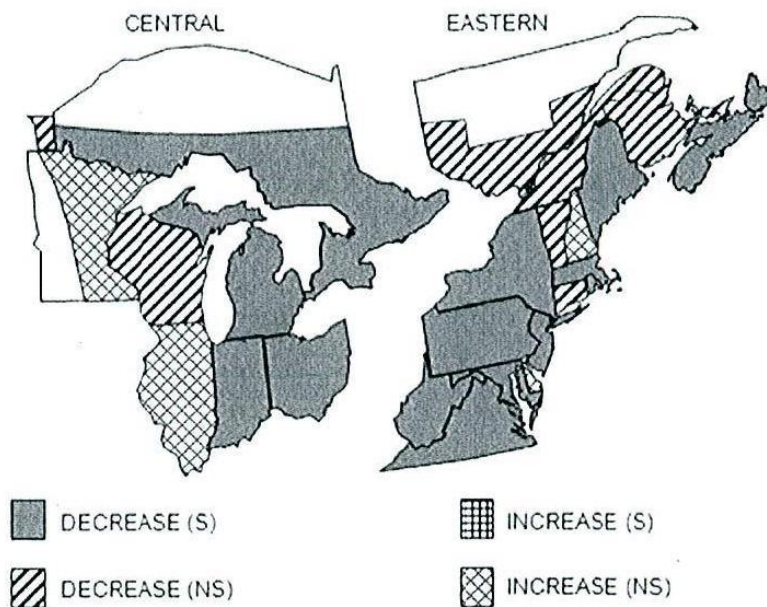 CENTRAL
EASTERN
DECREASE (S)
INCREASE (S)
DECREASE (NS)
INCREASE (NS)